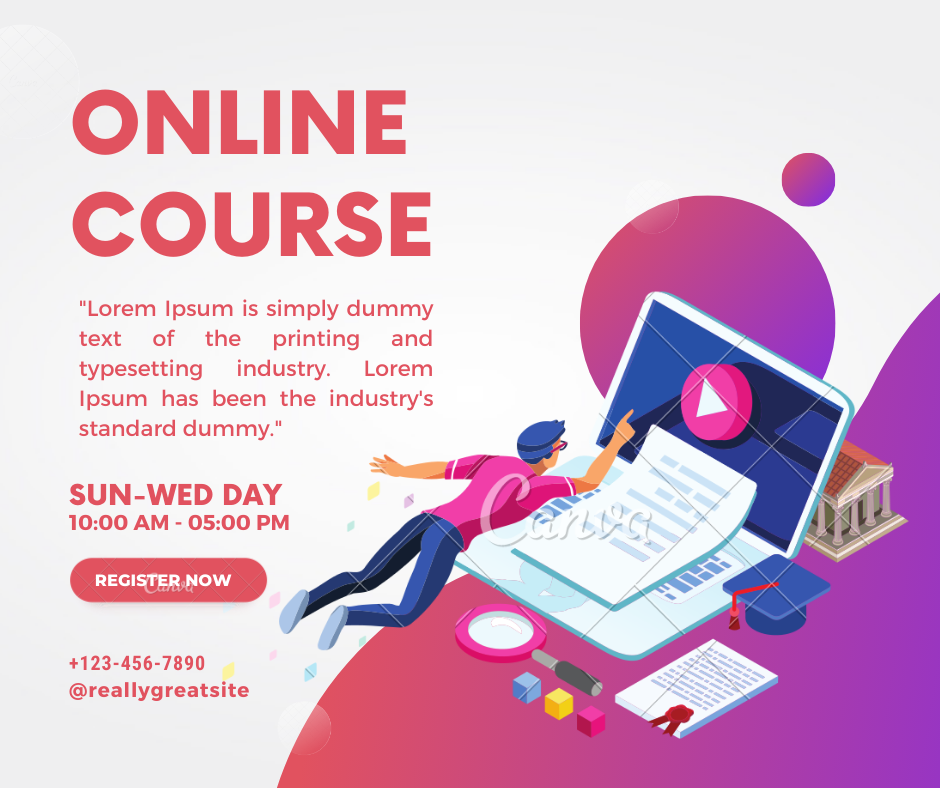 ONLINE
COURSE
"Lorem Ipsum is simply dummy
text of the printing and
typesetting industry. Lorem
Ipsum has been the industry's
standard dummy."
SUN-WED DAY
10:00 AM - 05:00 PM
REGISTER NOW
Canva
Canva
+123-456-7890
@reallygreatsite